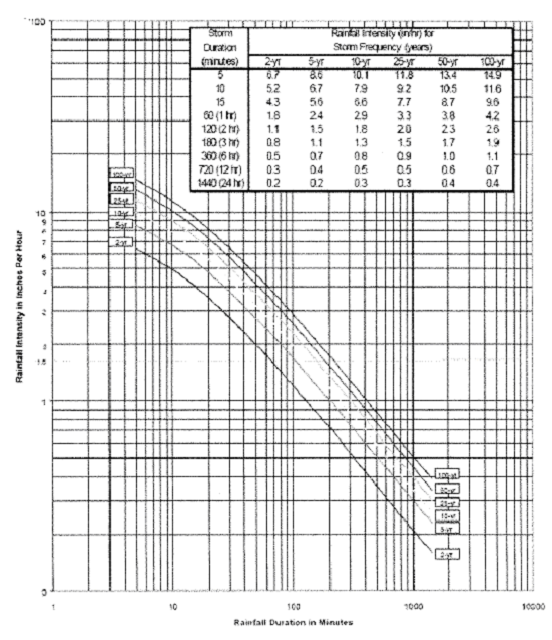 100
Storm Rainfall Intensity (in/hr) for
Duration Storm Frequency (years)
(minutes) 2-yr 5-yr 10-yr 25-yr 50-yr 100-yr
5 6.7 8.6 10.1 11.8 13.4 14.9
10 5.2 6.7 7.9 9.2 10.5 11.6
15 4.3 5.6 6.6 7.7 8.7 9.6
60 (1 hr) 1.8 2.4 2.9 3.3 3.8 4.2
120 (2 hr) 1.1 1.5 1.8 2.0 2.3 2.6
180 (3 hr) 0.8 1.1 1.3 1.5 1.7 1.9
360 (6 hr) 0.5 0.7 0.8 0.9 1.0 1.1
720 (12 hr) 0.3 0.4 0.5 0.5 0.6 0.7
1440 (24 hr) 0.2 0.2 0.3 0.3 0.4 0.4
100-yr
50-yr
25-yr
10-yr
5-yr
2-yr
10
9
7
6
2
1.5
1
0
Rainfall Intensity in Inches Per Hour
100-yr
50-yr
25-yr
10-yr
5-yr
2-yr
1 10 100 1000 10000
Rainfall Duration in Minutes